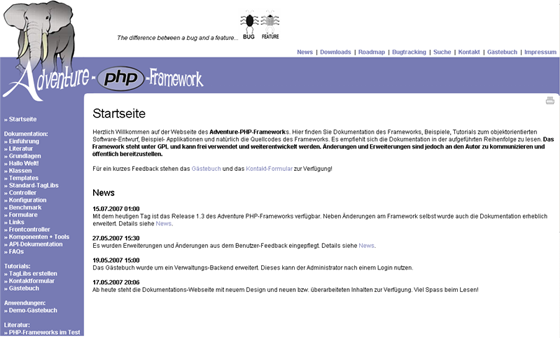 The difference between a bug and a feature...
BUG
FEATURE
News | Downloads | Roadmap | Bugtracking | Suche | Kontakt | Gästebuch | Impressum
Adventure - php -Framework
» Startseite
Dokumentation:
» Einführung
» Literatur
» Grundlagen
» Hallo Welt!
» Klassen
» Templates
» Standard-TagLibs
» Controller
» Konfiguration
» Benchmark
» Formulare
» Links
» Frontcontroller
» Komponenten + Tools
» API-Dokumentation
» FAQs
Tutorials:
» TagLibs erstellen
» Kontaktformular
» Gästebuch
Anwendungen:
» Demo-Gästebuch
Literatur:
» PHP-Frameworks im Test
Startseite
Herzlich Willkommen auf der Webseite des Adventure-PHP-Frameworks. Hier finden Sie Dokumentation des Frameworks, Beispiele, Tutorials zum objektorientierten
Software-Entwurf, Beispiel- Applikationen und natürlich die Quellcodes des Frameworks. Es empfiehlt sich die Dokumentation in der aufgeführten Reihenfolge zu lesen. Das
Framework steht unter GPL und kann frei verwendet und weiterentwickelt werden. Änderungen und Erweiterungen sind jedoch an den Autor zu kommunizieren und
öffentlich bereitzustellen.
Für ein kurzes Feedback stehen das Gästebuch und das Kontakt-Formular zur Verfügung!
News
15.07.2007 01:00
Mit dem heutigen Tag ist das Release 1.3 des Adventure PHP-Frameworks verfügbar. Neben Änderungen am Framework selbst wurde auch die Dokumentation erheblich
erweitert. Details siehe News.
27.05.2007 15:30
Es wurden Erweiterungen und Änderungen aus dem Benutzer-Feedback eingepflegt. Details siehe News.
19.05.2007 15:00
Das Gästebuch wurde um ein Verwaltungs-Backend erweitert. Dieses kann der Administrator nach einem Login nutzen.
17.05.2007 20:06
Ab heute steht die Dokumentations-Webseite mit neuem Design und neuen bzw. überarbeiteten Inhalten zur Verfügung. Viel Spass beim Lesen!